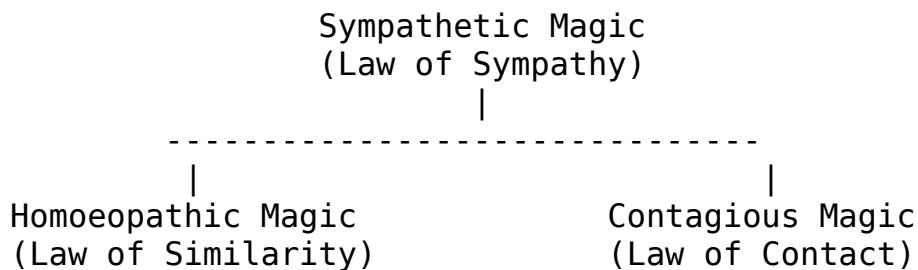 Sympathetic Magic
(Law of Sympathy)
|
-------------------------------
| |
Homoeopathic Magic Contagious Magic
(Law of Similarity) (Law of Contact)